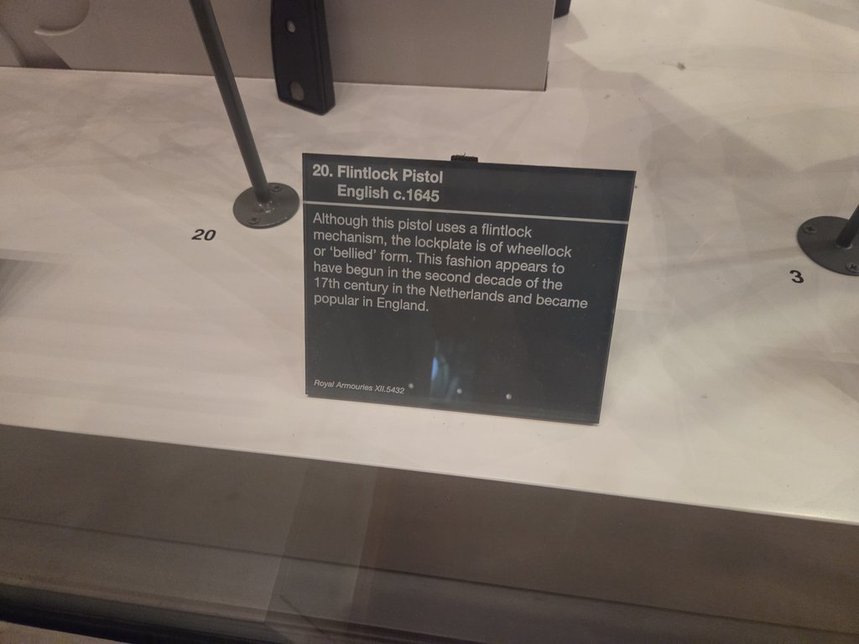 20. Flintlock Pistol
English c.1645
Although this pistol uses a flintlock
mechanism, the lockplate is of wheellock
or ‘bellied’ form. This fashion appears to
have begun in the second decade of the
17th century in the Netherlands and became
popular in England.
Royal Armouries XII.5432
20
3